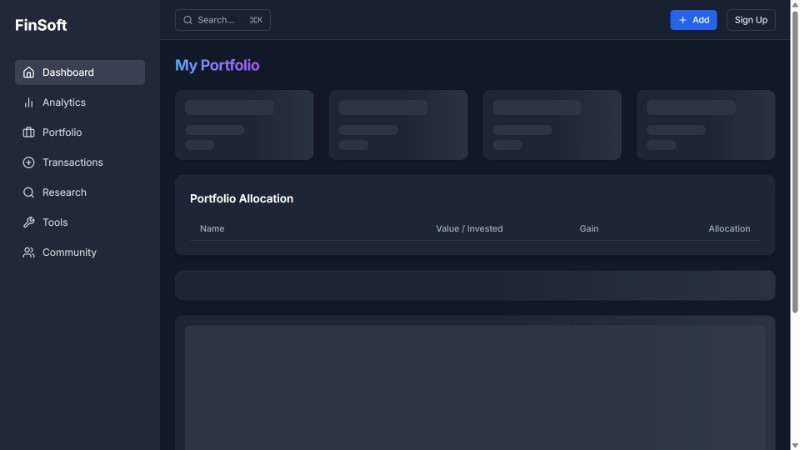 FinSoft
Search... ⌘K
Add
Sign Up
Dashboard
Analytics
Portfolio
Transactions
Research
Tools
Community
My Portfolio
Portfolio Allocation
Name Value / Invested Gain Allocation